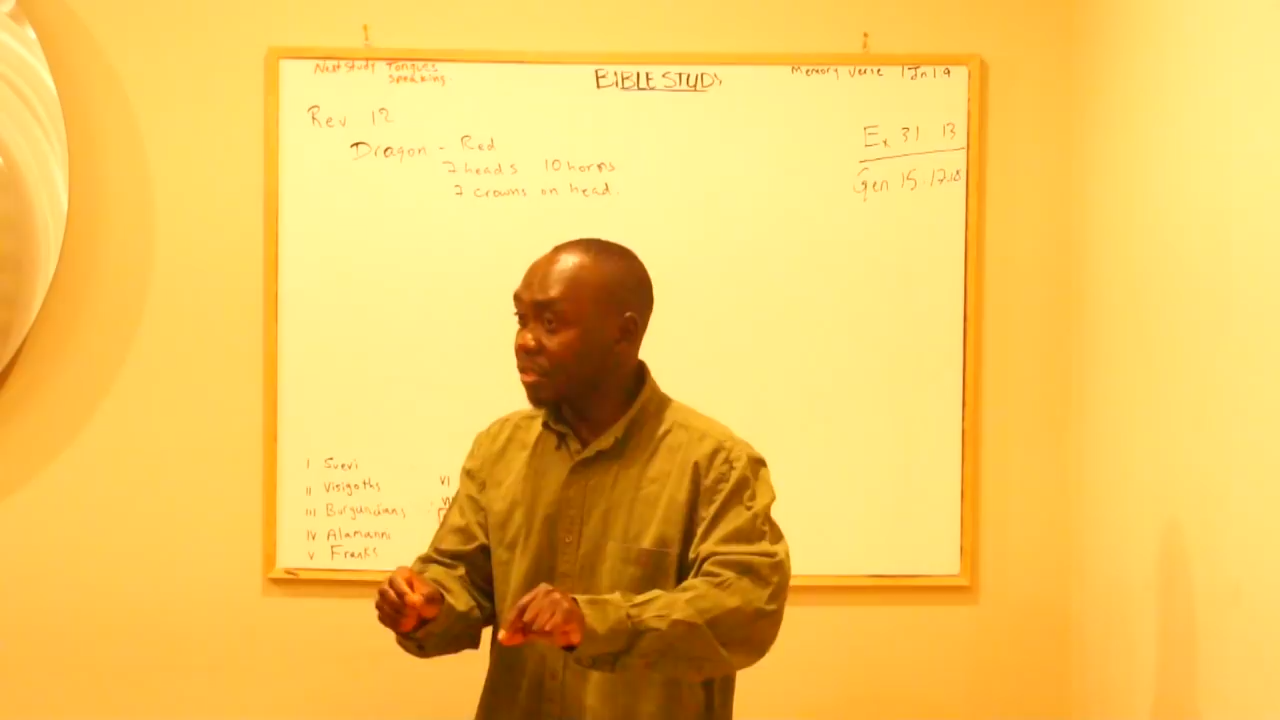 Next Study Tongues
Speaking.
BIBLE STUDY
Memory Verse 1 Jn 1.9
Rev 12
Dragon - Red
7 heads 10 horns
7 crowns on head.
Ex 31 13
Gen 15.17,18
i Suevi
ii Visigoths
iii Burgundians
iv Alamanni
v Franks
VI